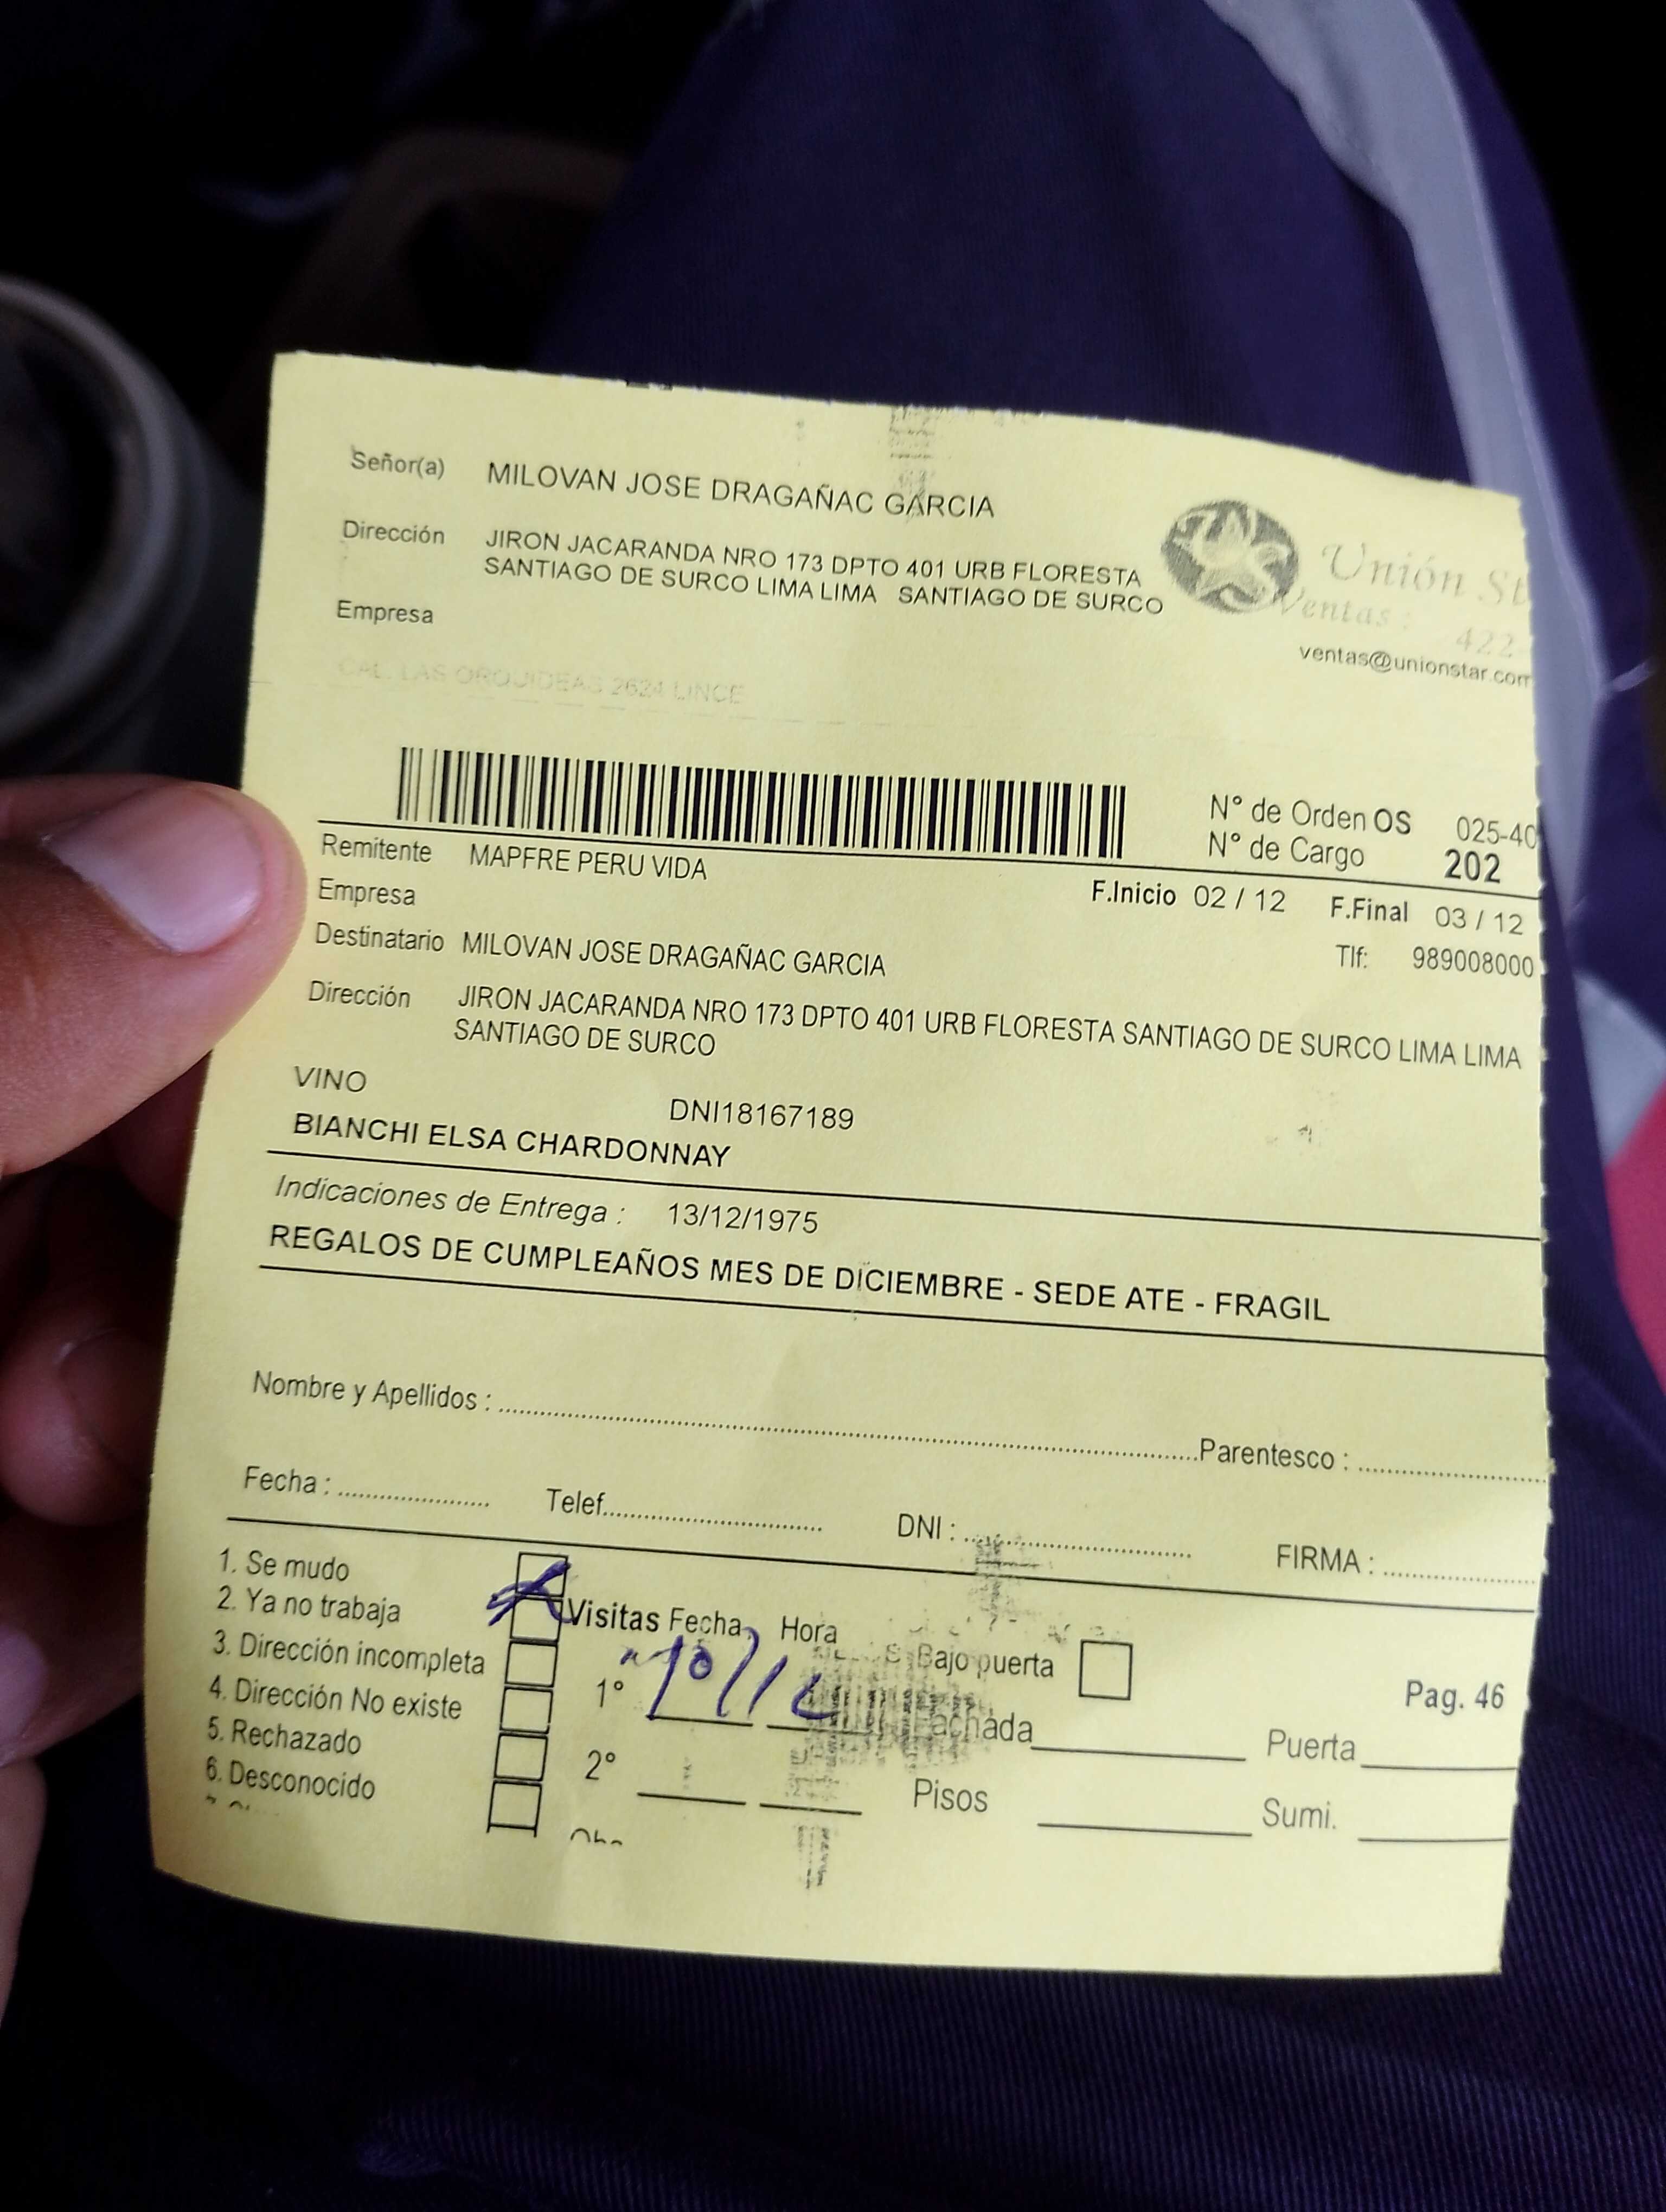 Señor(a) MILOVAN JOSE DRAGAÑAC GARCIA
Dirección JIRON JACARANDA NRO 173 DPTO 401 URB FLORESTA
SANTIAGO DE SURCO LIMA LIMA SANTIAGO DE SURCO
Empresa
Unión St
Ventas : 422-
ventas@unionstar.com
CAL. LAS ORQUIDEAS 2624 LINCE
N° de Orden OS 025-40
N° de Cargo 202
Remitente MAPFRE PERU VIDA
F.Inicio 02 / 12 F.Final 03 / 12
Empresa
Tlf: 989008000
Destinatario MILOVAN JOSE DRAGAÑAC GARCIA
Dirección JIRON JACARANDA NRO 173 DPTO 401 URB FLORESTA SANTIAGO DE SURCO LIMA LIMA
SANTIAGO DE SURCO
VINO DNI18167189
BIANCHI ELSA CHARDONNAY
Indicaciones de Entrega : 13/12/1975
REGALOS DE CUMPLEAÑOS MES DE DICIEMBRE - SEDE ATE - FRAGIL
Nombre y Apellidos : Parentesco :
Fecha : Telef. DNI : FIRMA :
1. Se mudo
2. Ya no trabaja Visitas Fecha Hora Bajo puerta
3. Dirección incompleta 1° Pag. 46
4. Dirección No existe Puerta
5. Rechazado 2° Pisos Sumi.
6. Desconocido